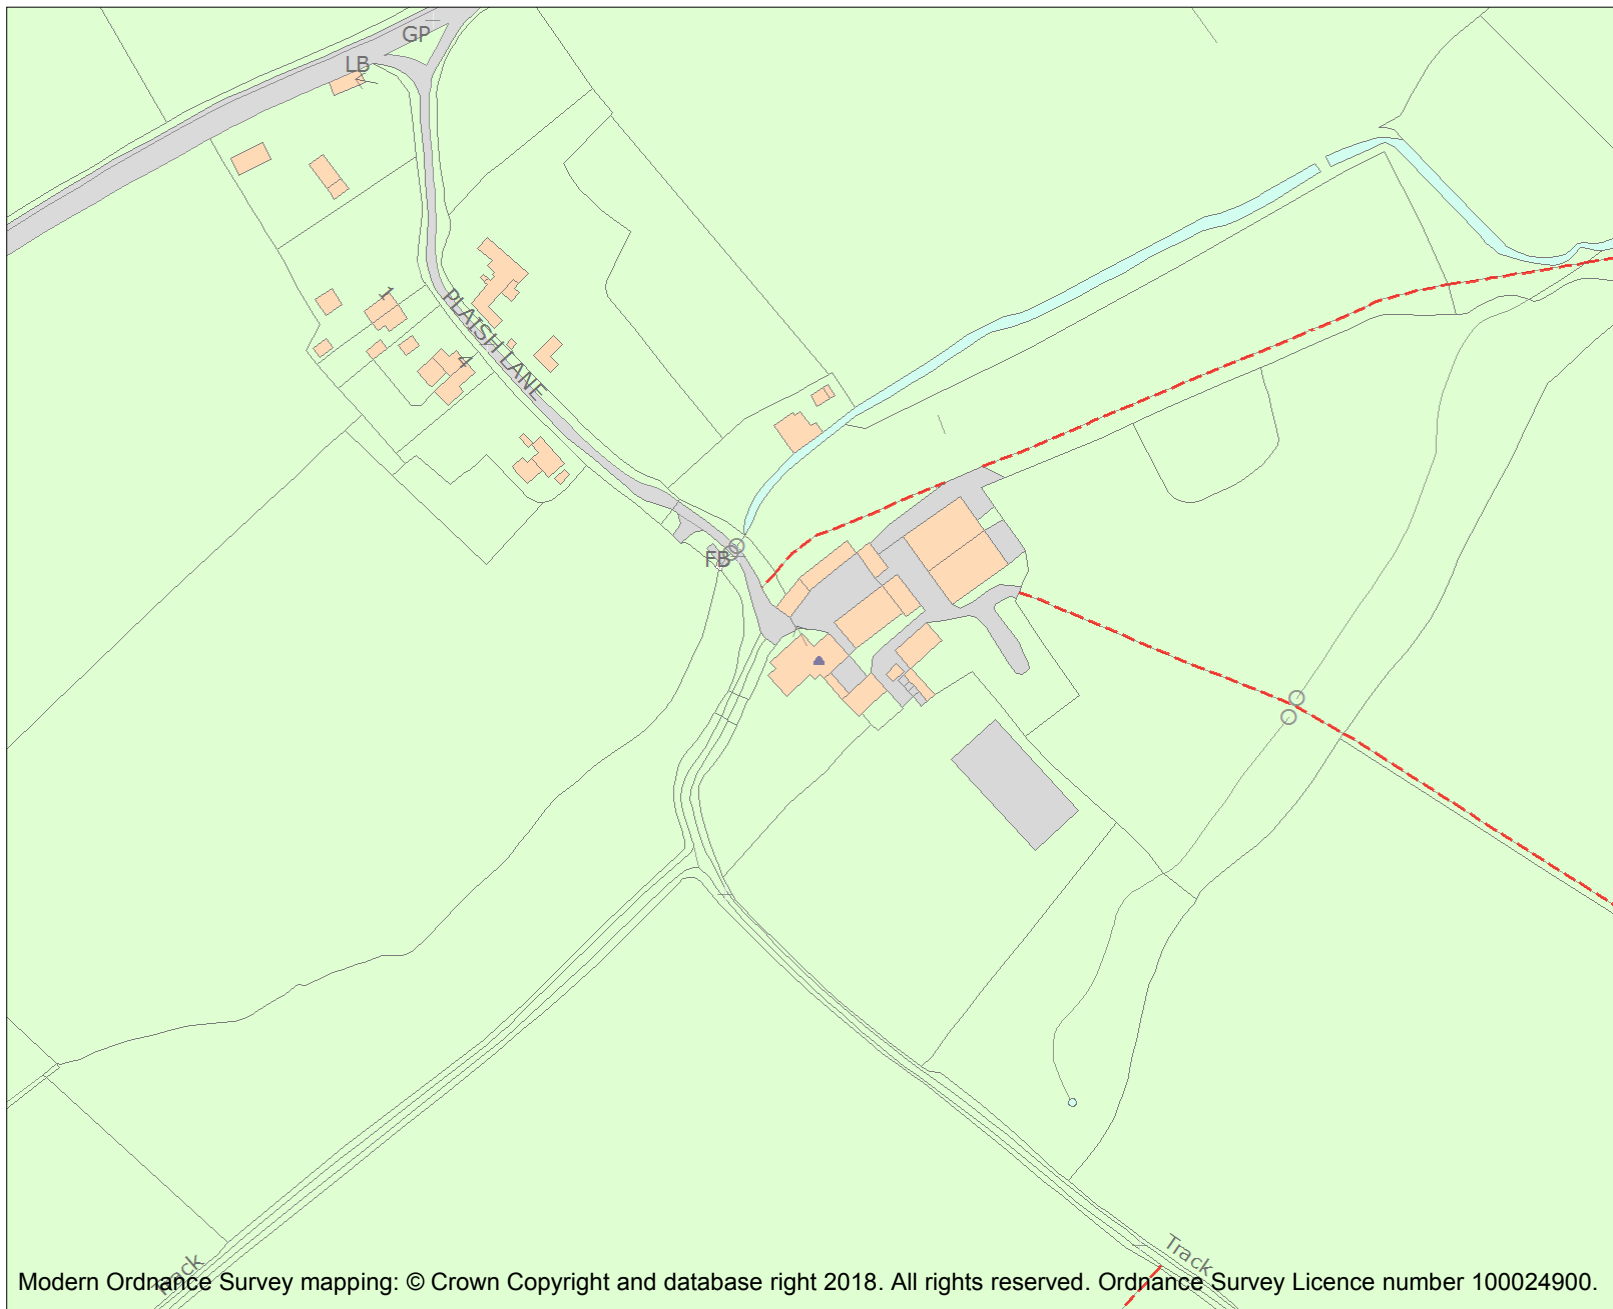 GP
LB
1
PLAISH LANE
4
FB
Track
Track
Modern Ordnance Survey mapping: © Crown Copyright and database right 2018. All rights reserved. Ordnance Survey Licence number 100024900.